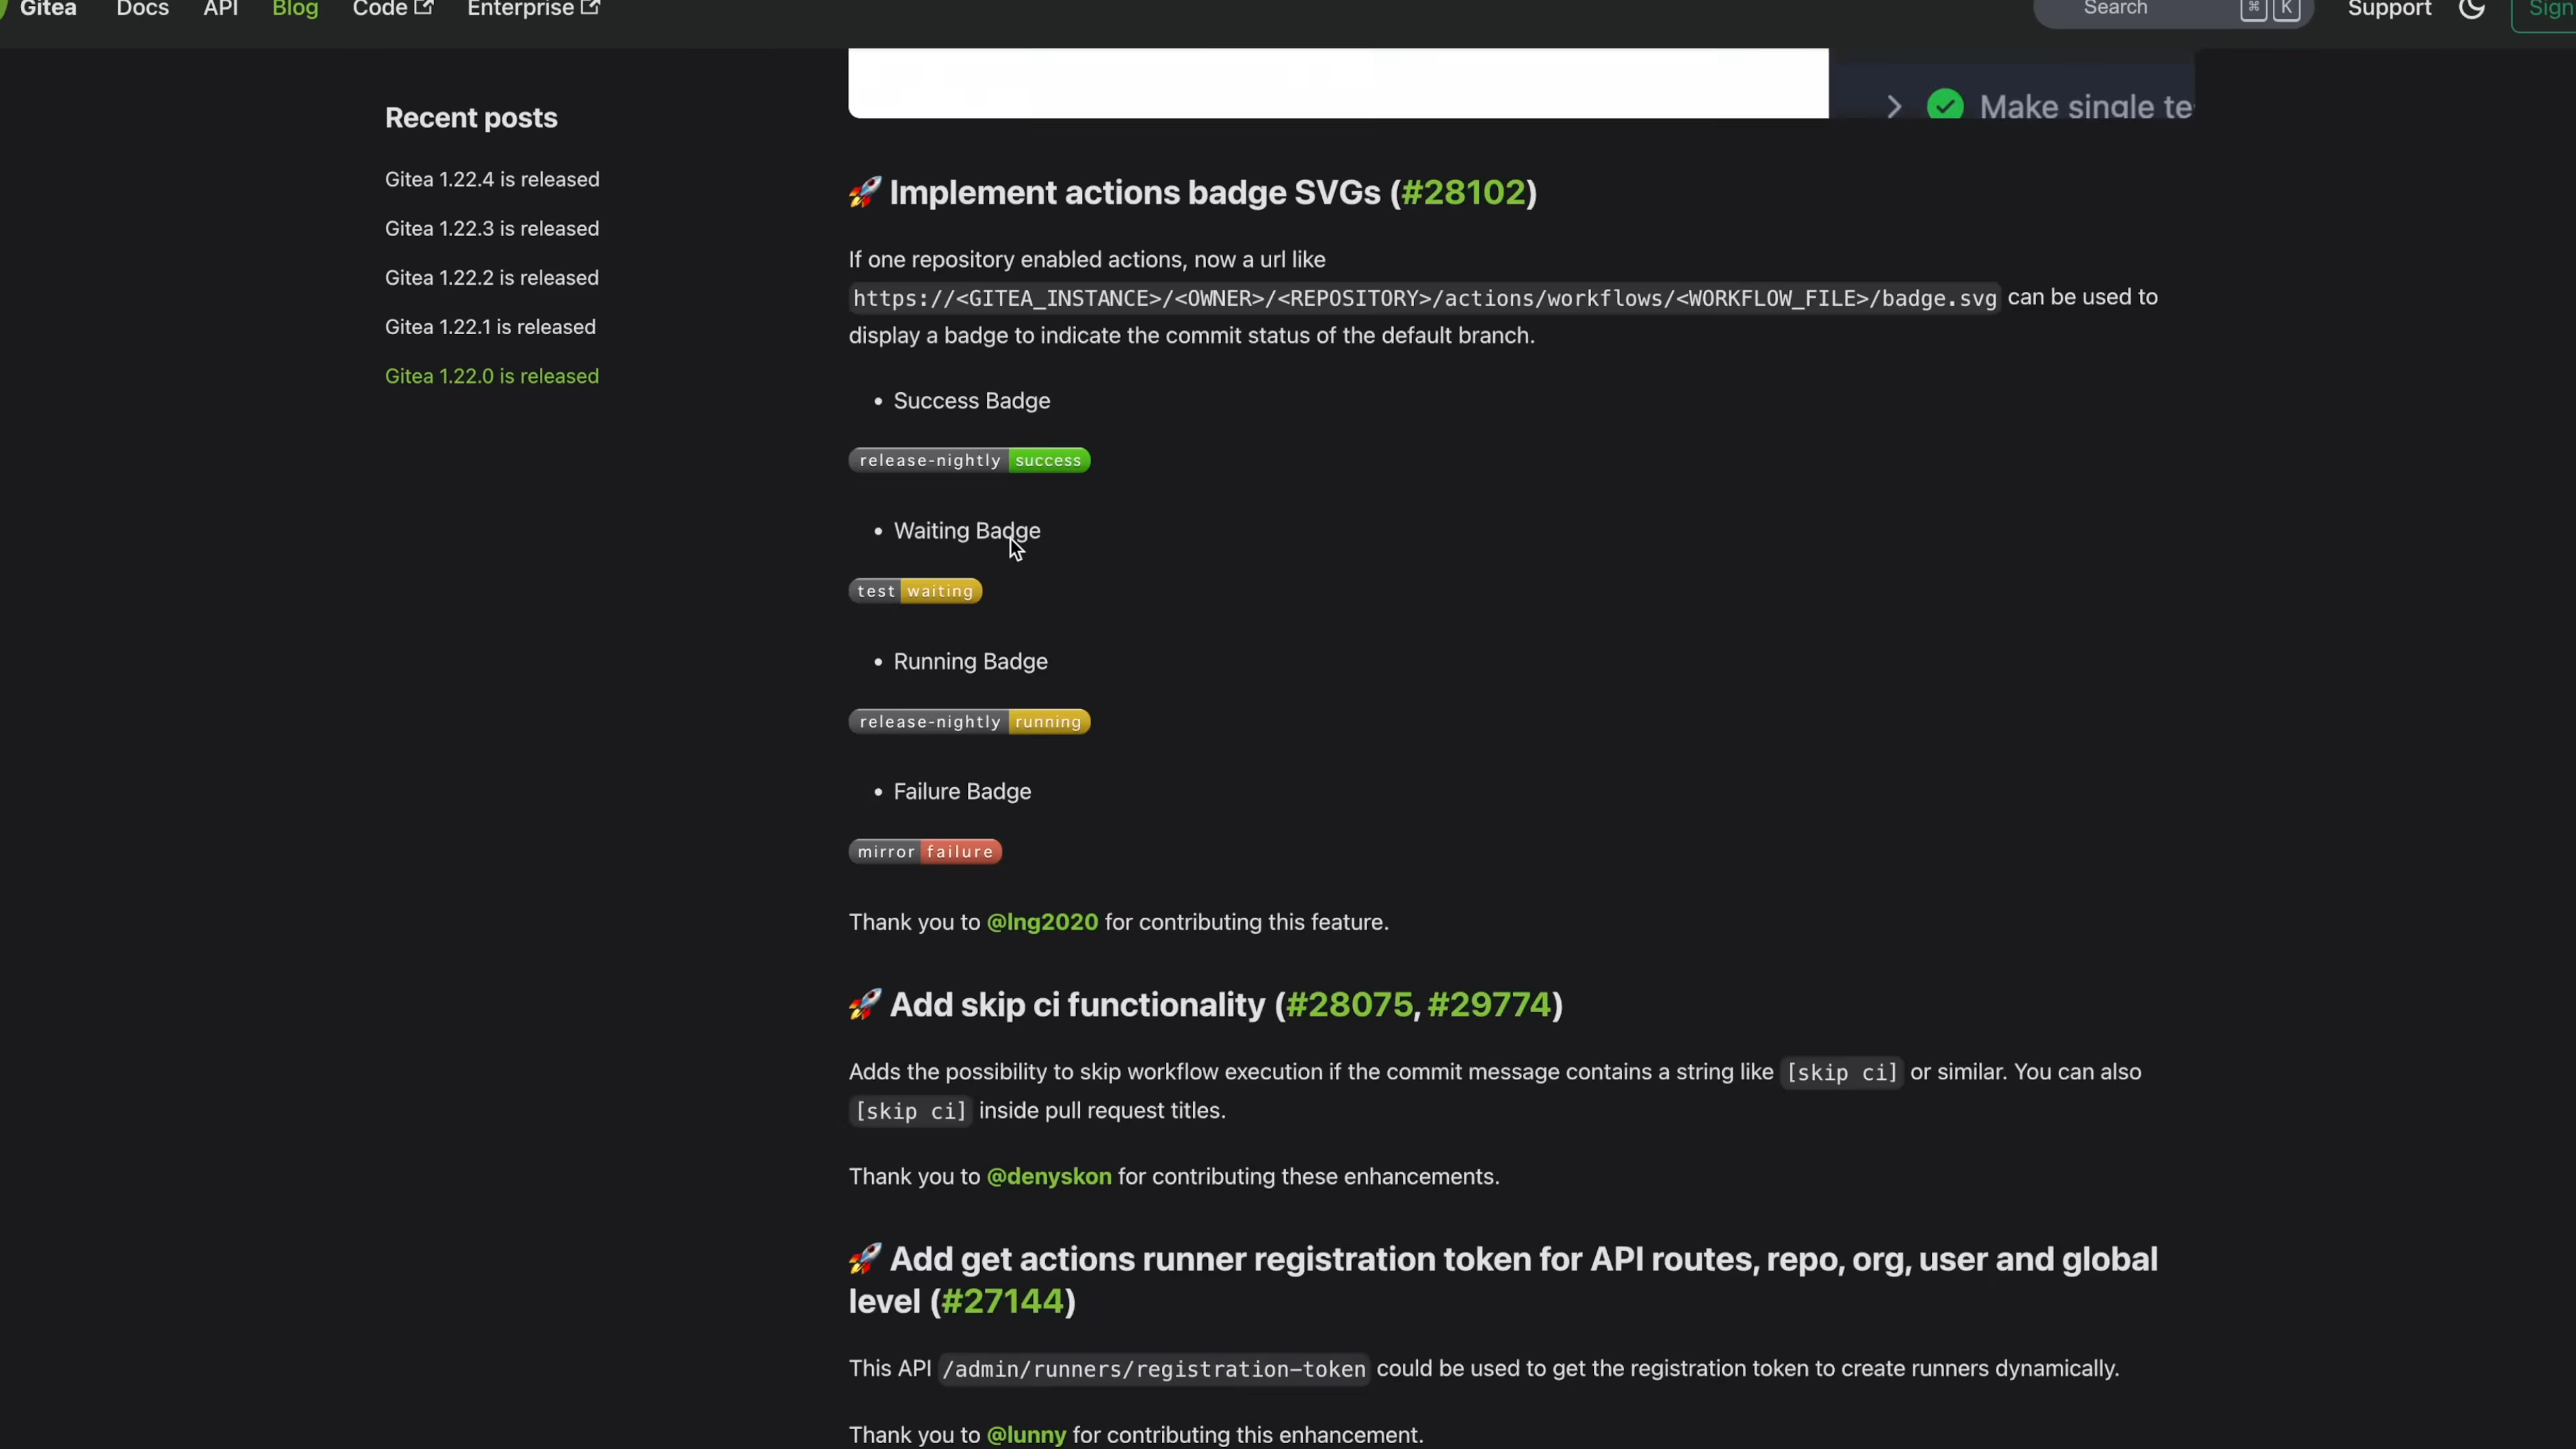 Gitea Docs API Blog Code Enterprise Search ⌘ K Support Sign
Make single te
Recent posts
Gitea 1.22.4 is released
Gitea 1.22.3 is released
Gitea 1.22.2 is released
Gitea 1.22.1 is released
Gitea 1.22.0 is released
🚀 Implement actions badge SVGs (#28102)
If one repository enabled actions, now a url like
https://<GITEA_INSTANCE>/<OWNER>/<REPOSITORY>/actions/workflows/<WORKFLOW_FILE>/badge.svg can be used to
display a badge to indicate the commit status of the default branch.
• Success Badge
release-nightly success
• Waiting Badge
test waiting
• Running Badge
release-nightly running
• Failure Badge
mirror failure
Thank you to @lng2020 for contributing this feature.
🚀 Add skip ci functionality (#28075, #29774)
Adds the possibility to skip workflow execution if the commit message contains a string like [skip ci] or similar. You can also
[skip ci] inside pull request titles.
Thank you to @denyskon for contributing these enhancements.
🚀 Add get actions runner registration token for API routes, repo, org, user and global
level (#27144)
This API /admin/runners/registration-token could be used to get the registration token to create runners dynamically.
Thank you to @lunny for contributing this enhancement.